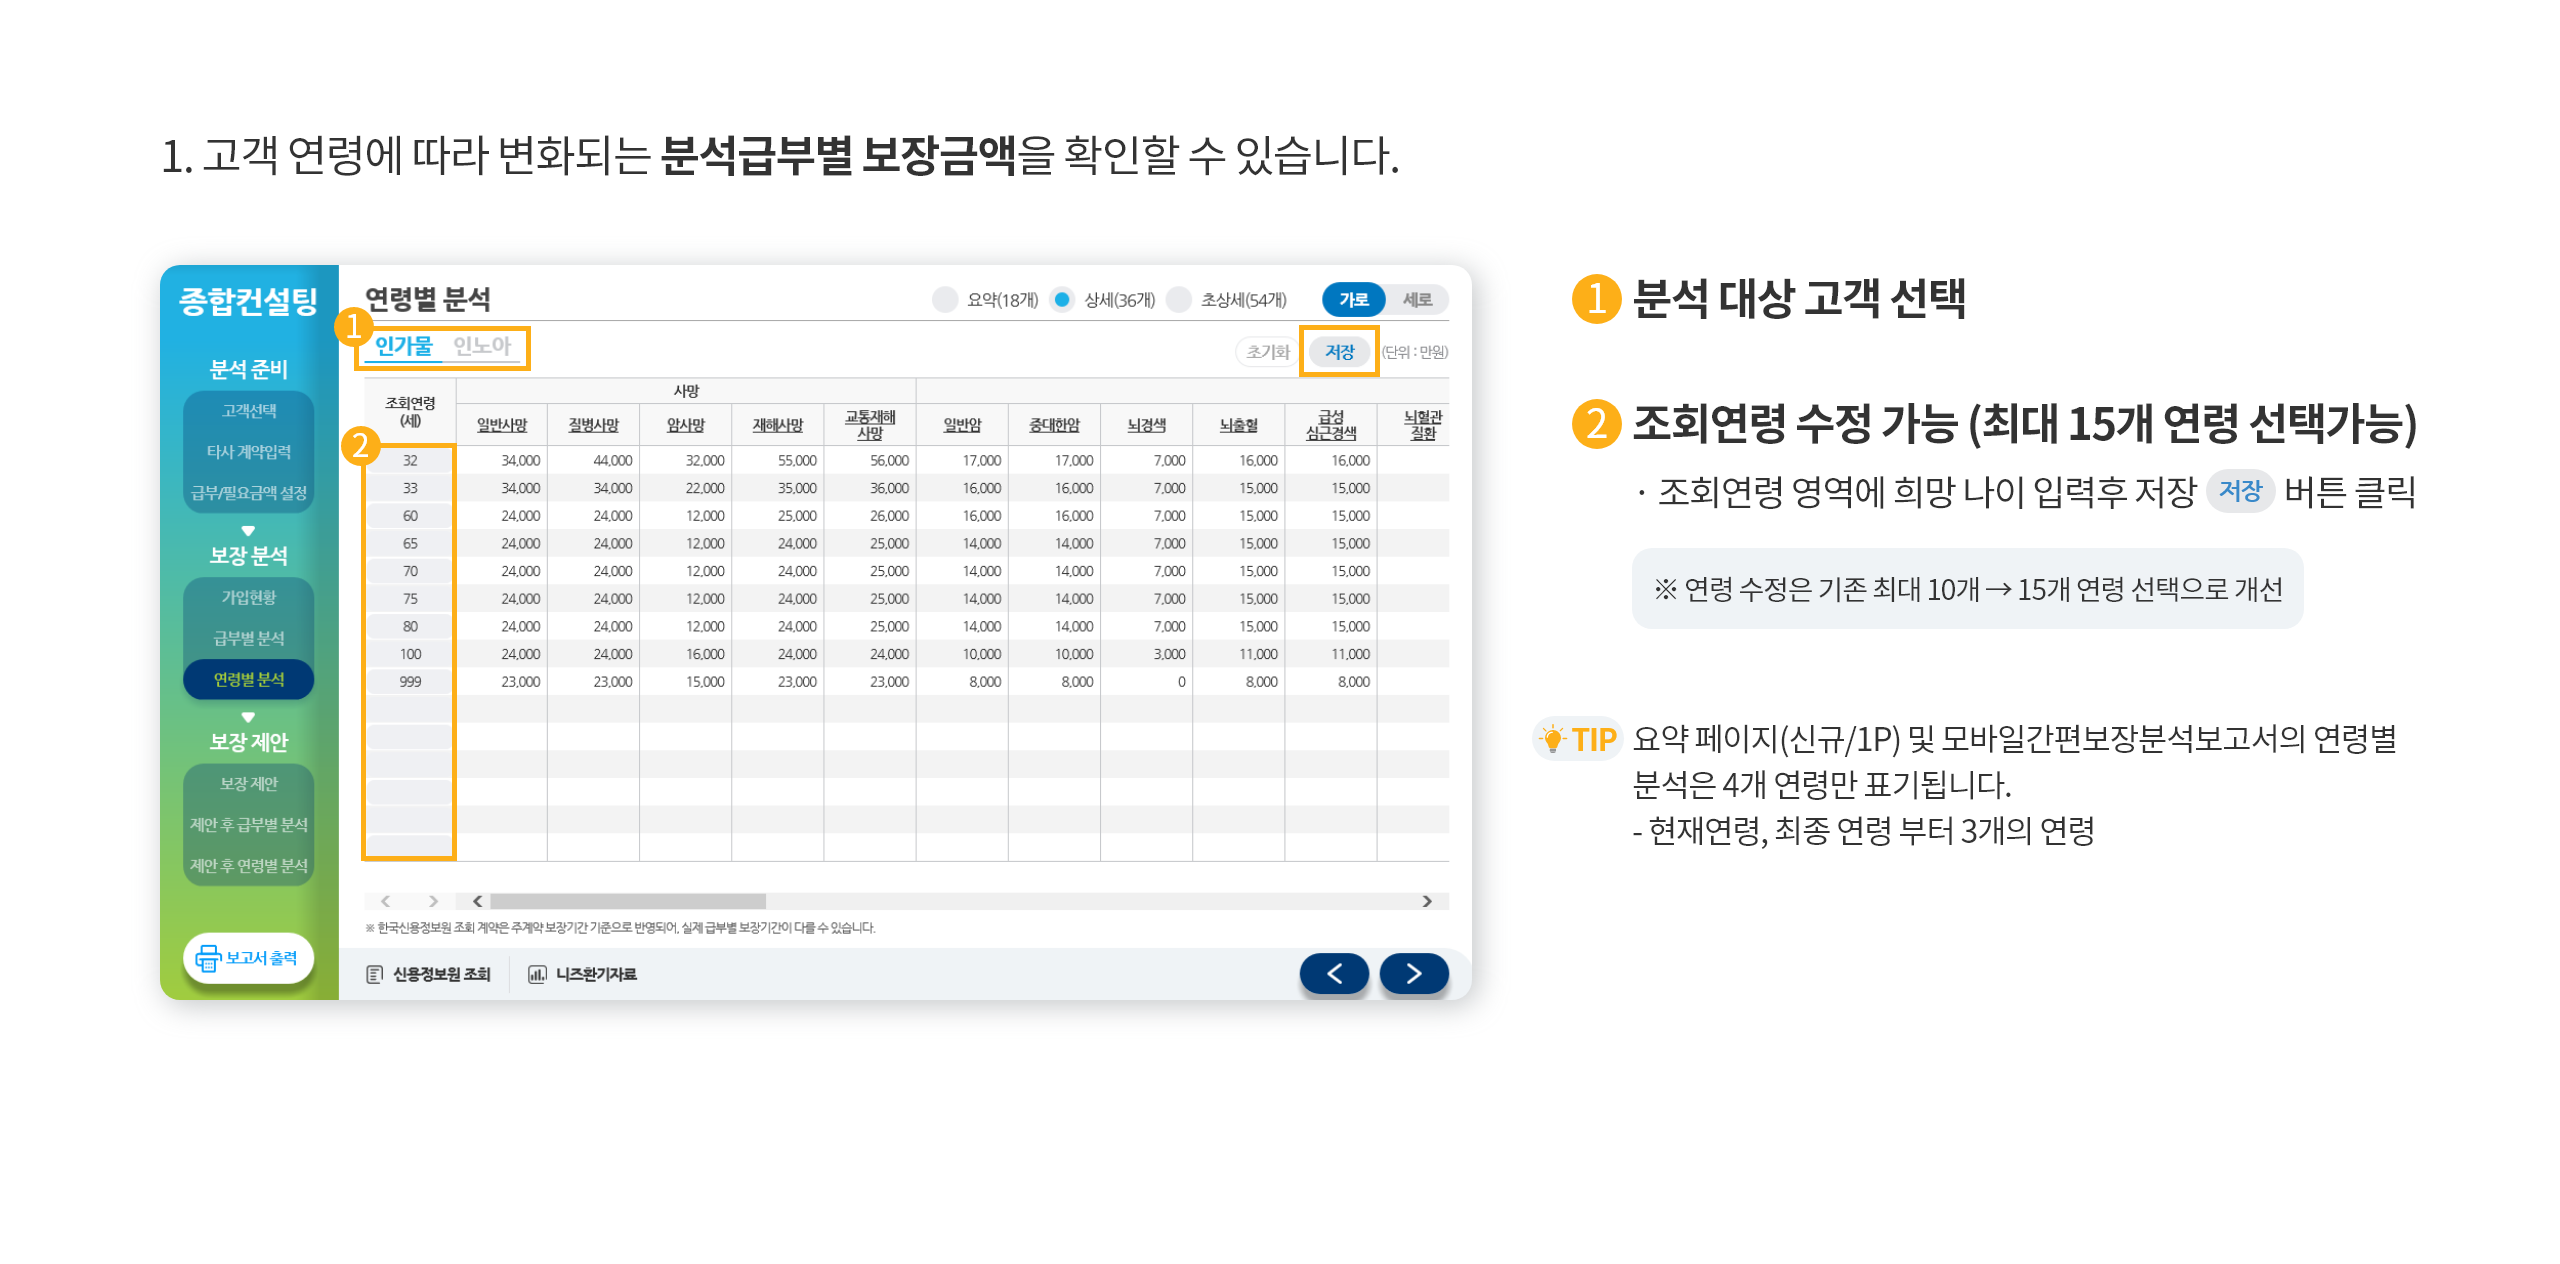 1. 고객 연령에 따라 변화되는 분석급부별 보장금액을 확인할 수 있습니다.
종합컨설팅
분석 준비
고객선택
타사 계약입력
급부/필요금액 설정
보장 분석
가입현황
급부별 분석
연령별 분석
보장 제안
보장 제안
제안 후 급부별 분석
제안 후 연령별 분석
보고서 출력
연령별 분석
요약(18개) 상세(36개) 초상세(54개) 가로 세로
1
인가물 인노아
초기화 저장 (단위 : 만원)
조회연령
(세)
사망
일반사망 질병사망 암사망 재해사망 교통재해
사망
일반암 중대한암 뇌경색 뇌출혈 급성
심근경색
뇌혈관
질환
2
32 34,000 44,000 32,000 55,000 56,000 17,000 17,000 7,000 16,000 16,000
33 34,000 34,000 22,000 35,000 36,000 16,000 16,000 7,000 15,000 15,000
60 24,000 24,000 12,000 25,000 26,000 16,000 16,000 7,000 15,000 15,000
65 24,000 24,000 12,000 24,000 25,000 14,000 14,000 7,000 15,000 15,000
70 24,000 24,000 12,000 24,000 25,000 14,000 14,000 7,000 15,000 15,000
75 24,000 24,000 12,000 24,000 25,000 14,000 14,000 7,000 15,000 15,000
80 24,000 24,000 12,000 24,000 25,000 14,000 14,000 7,000 15,000 15,000
100 24,000 24,000 16,000 24,000 24,000 10,000 10,000 3,000 11,000 11,000
999 23,000 23,000 15,000 23,000 23,000 8,000 8,000 0 8,000 8,000
※ 한국신용정보원 조회 계약은 주계약 보장기간 기준으로 반영되어, 실제 급부별 보장기간이 다를 수 있습니다.
신용정보원 조회 니즈환기자료
1 분석 대상 고객 선택
2 조회연령 수정 가능 (최대 15개 연령 선택가능)
· 조회연령 영역에 희망 나이 입력후 저장 저장 버튼 클릭
※ 연령 수정은 기존 최대 10개 → 15개 연령 선택으로 개선
TIP 요약 페이지(신규/1P) 및 모바일간편보장분석보고서의 연령별
분석은 4개 연령만 표기됩니다.
- 현재연령, 최종 연령 부터 3개의 연령